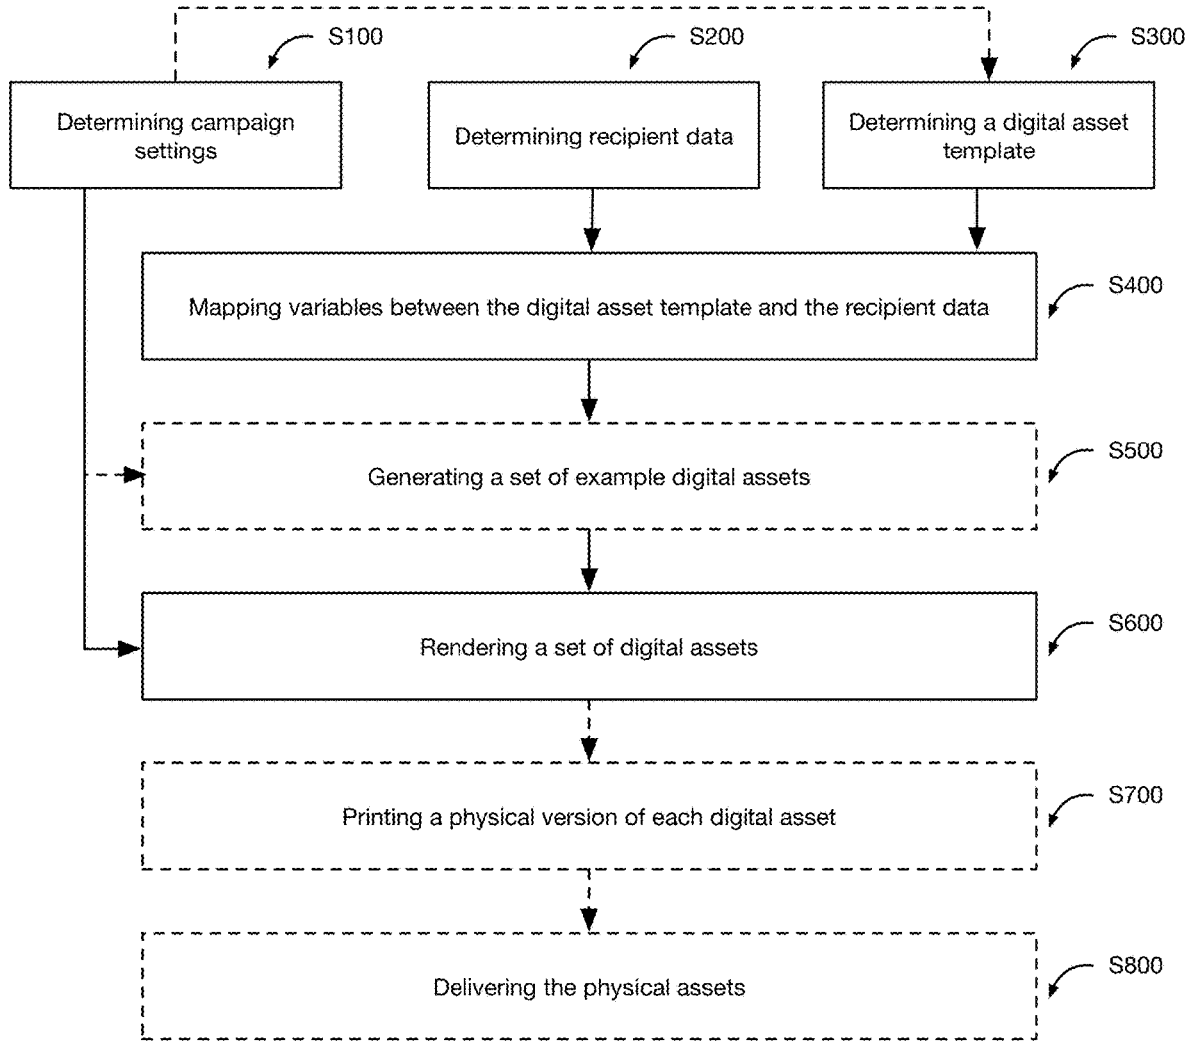 S100
S200
S300
Determining campaign
settings
Determining recipient data
Determining a digital asset
template
Mapping variables between the digital asset template and the recipient data
S400
Generating a set of example digital assets
S500
Rendering a set of digital assets
S600
Printing a physical version of each digital asset
S700
Delivering the physical assets
S800